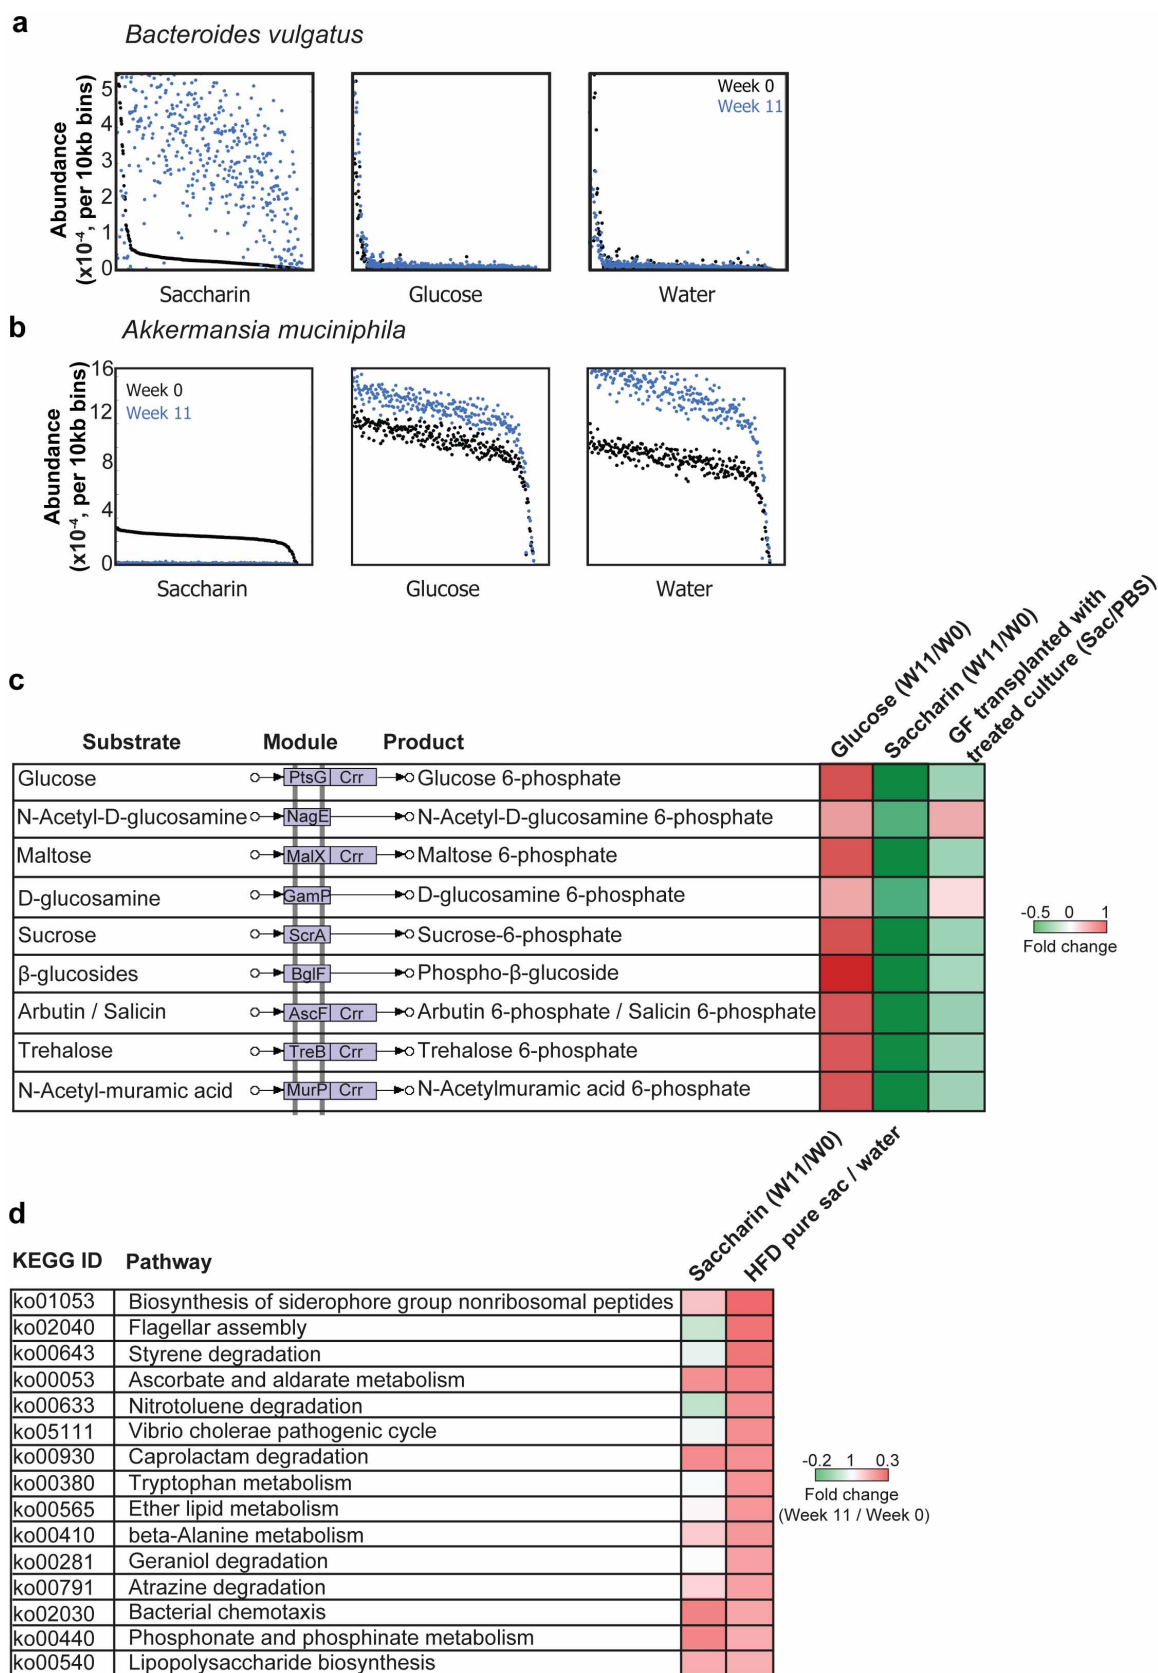 a
Bacteroides vulgatus
Abundance
(x10-4, per 10kb bins)
5
4
3
2
1
0
Week 0
Week 11
Saccharin
Glucose
Water
b
Akkermansia muciniphila
Abundance
(x10-4, per 10kb bins)
16
12
8
4
0
Week 0
Week 11
Saccharin
Glucose
Water
c
Substrate Module Product
Glucose (W11/W0)
Saccharin (W11/W0)
GF transplanted with
treated culture (Sac/PBS)
Glucose PtsG Crr Glucose 6-phosphate
N-Acetyl-D-glucosamine NagE N-Acetyl-D-glucosamine 6-phosphate
Maltose MalX Crr Maltose 6-phosphate
D-glucosamine GamP D-glucosamine 6-phosphate
Sucrose ScrA Sucrose-6-phosphate
β-glucosides BglF Phospho-β-glucoside
Arbutin / Salicin AscF Crr Arbutin 6-phosphate / Salicin 6-phosphate
Trehalose TreB Crr Trehalose 6-phosphate
N-Acetyl-muramic acid MurP Crr N-Acetylmuramic acid 6-phosphate
-0.5 0 1
Fold change
d
KEGG ID Pathway
Saccharin (W11/W0)
HFD pure sac / water
ko01053 Biosynthesis of siderophore group nonribosomal peptides
ko02040 Flagellar assembly
ko00643 Styrene degradation
ko00053 Ascorbate and aldarate metabolism
ko00633 Nitrotoluene degradation
ko05111 Vibrio cholerae pathogenic cycle
ko00930 Caprolactam degradation
ko00380 Tryptophan metabolism
ko00565 Ether lipid metabolism
ko00410 beta-Alanine metabolism
ko00281 Geraniol degradation
ko00791 Atrazine degradation
ko02030 Bacterial chemotaxis
ko00440 Phosphonate and phosphinate metabolism
ko00540 Lipopolysaccharide biosynthesis
-0.2 1 0.3
Fold change
(Week 11 / Week 0)